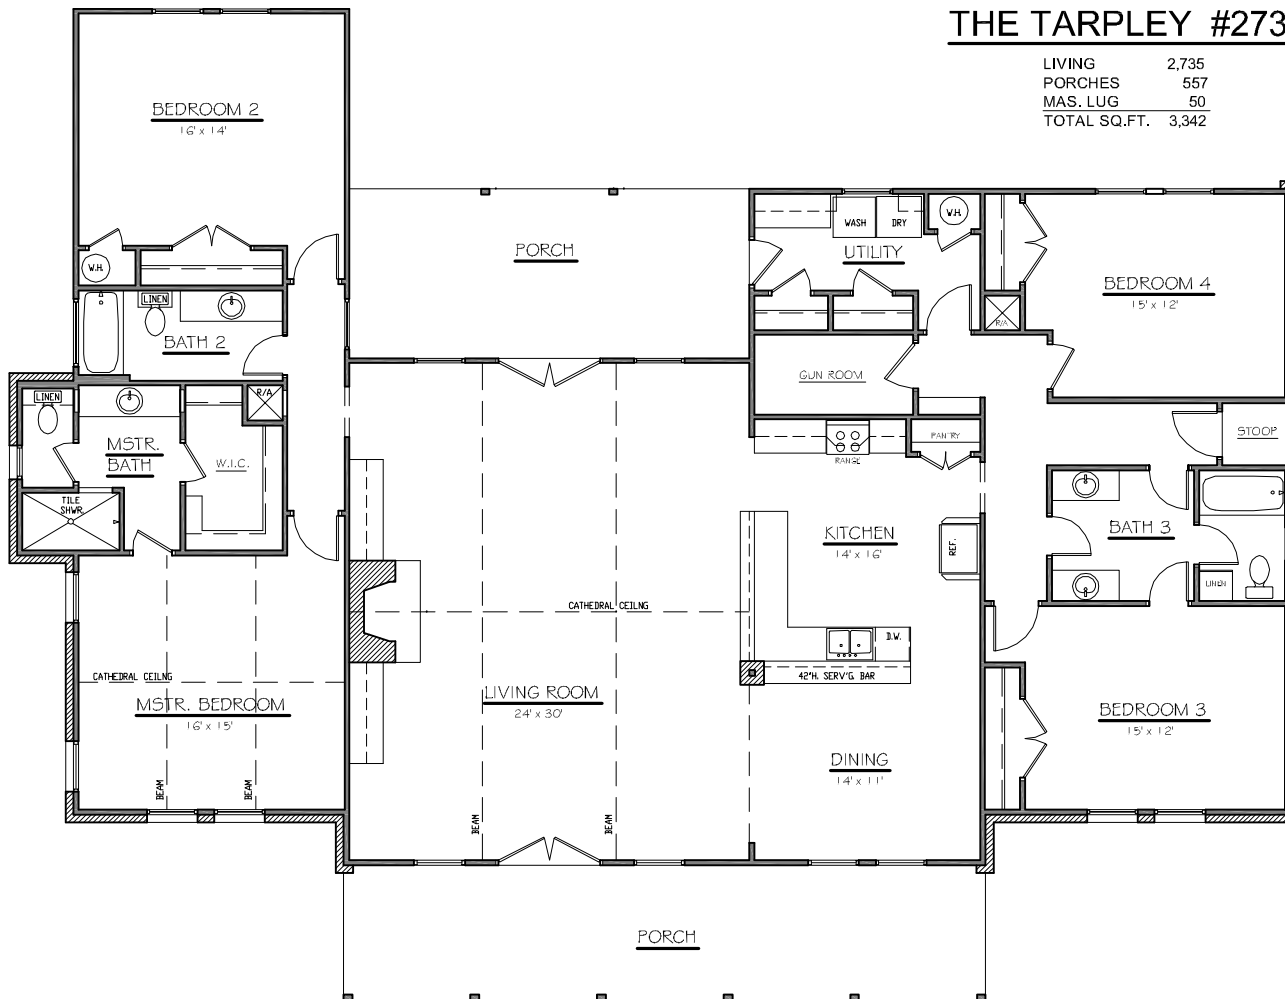 THE TARPLEY #273
LIVING 2,735
PORCHES 557
MAS. LUG 50
TOTAL SQ.FT. 3,342
BEDROOM 2
16' x 14'
PORCH
WASH
DRY
W.H.
UTILITY
W.H.
BEDROOM 4
15' x 12'
LINEN
BATH 2
R/A
GUN ROOM
R/A
LINEN
MSTR.
BATH
W.I.C.
PANTRY
RANGE
STOOP
TILE
SHWR.
KITCHEN
14' x 16'
REF.
BATH 3
LINEN
CATHEDRAL CEILNG
D.W.
42"H. SERV'G BAR
CATHEDRAL CEILNG
MSTR. BEDROOM
16' x 15'
LIVING ROOM
24' x 30'
BEDROOM 3
15' x 12'
DINING
14' x 11'
BEAM
BEAM
BEAM
BEAM
PORCH